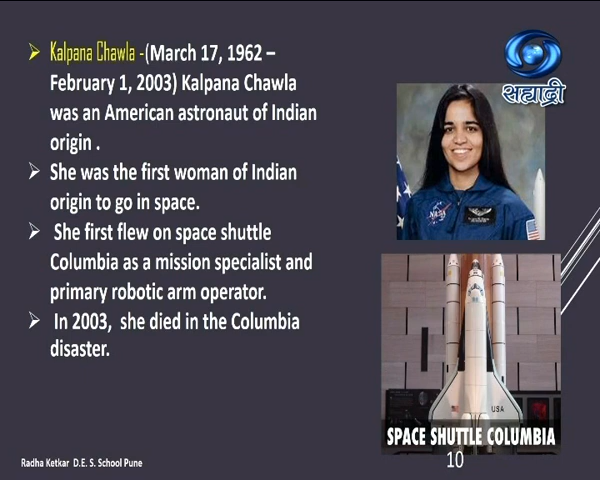 ➢ Kalpana Chawla -(March 17, 1962 –
February 1, 2003) Kalpana Chawla
was an American astronaut of Indian
origin .
➢ She was the first woman of Indian
origin to go in space.
➢ She first flew on space shuttle
Columbia as a mission specialist and
primary robotic arm operator.
➢ In 2003, she died in the Columbia
disaster.
सह्याद्री
NASA
USA
SPACE SHUTTLE COLUMBIA
Radha Ketkar D.E. S. School Pune
10